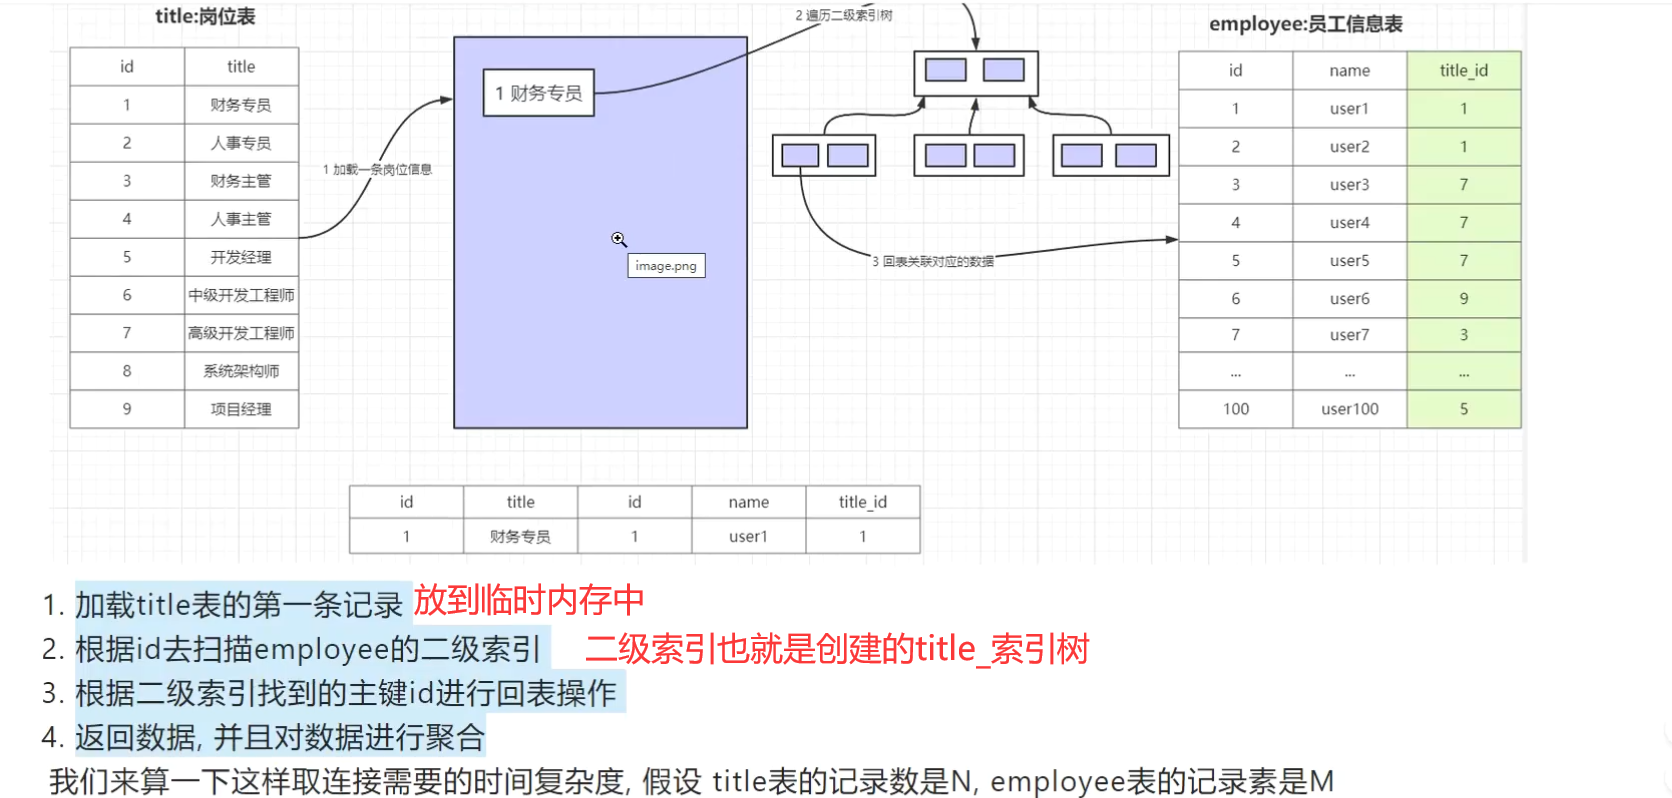 title:岗位表
2 遍历二级索引树
employee:员工信息表
id title
1 财务专员
2 人事专员
3 财务主管
4 人事主管
5 开发经理
6 中级开发工程师
7 高级开发工程师
8 系统架构师
9 项目经理
1 加载一条岗位信息
1 财务专员
image.png
3 回表关联对应的数据
id name title_id
1 user1 1
2 user2 1
3 user3 7
4 user4 7
5 user5 7
6 user6 9
7 user7 3
... ... ...
100 user100 5
id title id name title_id
1 财务专员 1 user1 1
1. 加载title表的第一条记录 放到临时内存中
2. 根据id去扫描employee的二级索引 二级索引也就是创建的title_索引树
3. 根据二级索引找到的主键id进行回表操作
4. 返回数据, 并且对数据进行聚合
我们来算一下这样取连接需要的时间复杂度, 假设 title表的记录数是N, employee表的记录素是M